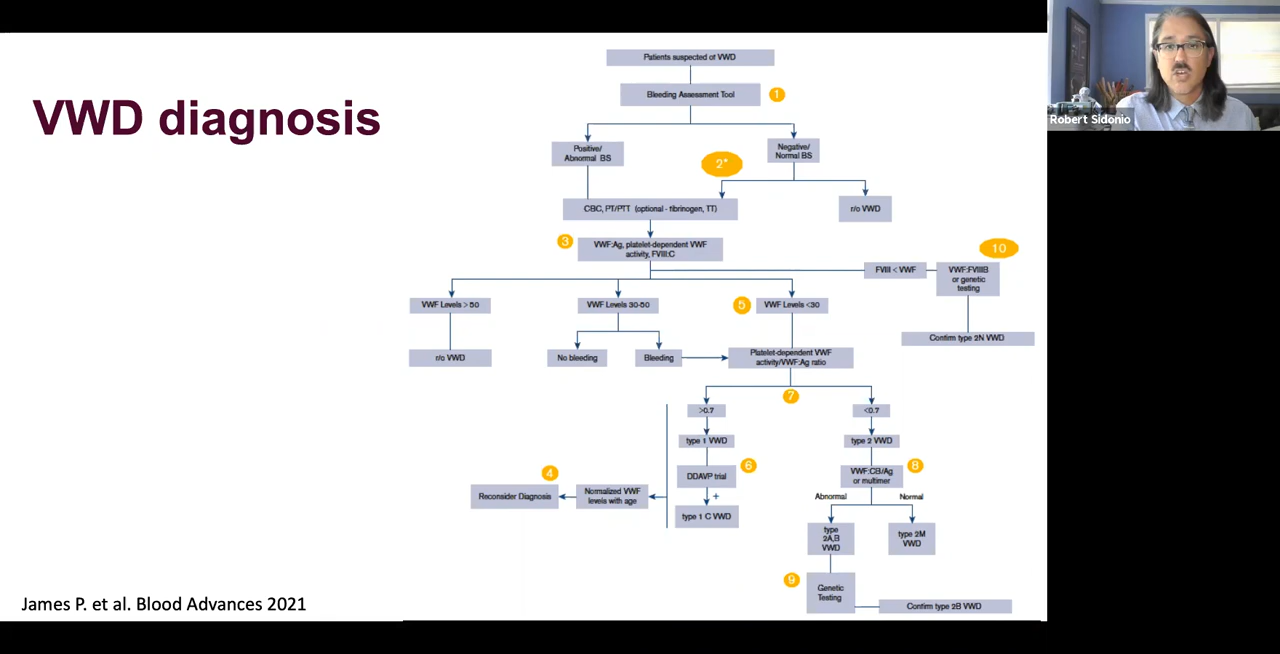 VWD diagnosis
Patients suspected of VWD
Bleeding Assessment Tool
1
Positive/
Abnormal BS
2*
Negative/
Normal BS
CBC, PT/PTT (optional - fibrinogen, TT)
r/o VWD
3
VWF:Ag, platelet-dependent VWF
activity, FVIII:C
10
FVIII < VWF
VWF:FVIIIB
or genetic
testing
Confirm type 2N VWD
VWF Levels > 50
VWF Levels 30-50
5
VWF Levels <30
r/o VWD
No bleeding
Bleeding
Platelet-dependent VWF
activity/VWF:Ag ratio
7
>0.7
<0.7
type 1 VWD
type 2 VWD
4
Reconsider Diagnosis
Normalized VWF
levels with age
DDAVP trial
6
+
type 1 C VWD
VWF:CB/Ag
or multimer
8
Abnormal
Normal
type
2A,B
VWD
type 2M
VWD
9
Genetic
Testing
Confirm type 2B VWD
James P. et al. Blood Advances 2021
Robert Sidonio